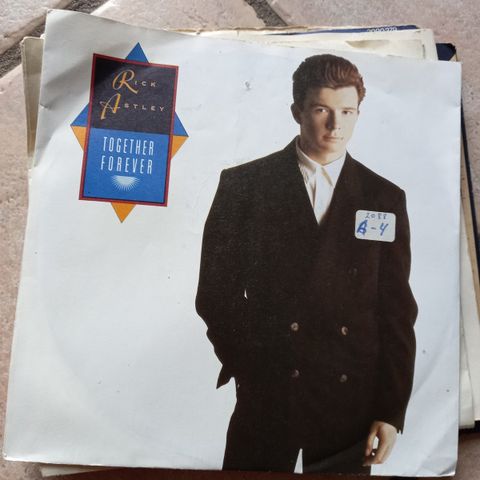 RICK
ASTLEY
TOGETHER
FOREVER
2088
B-4